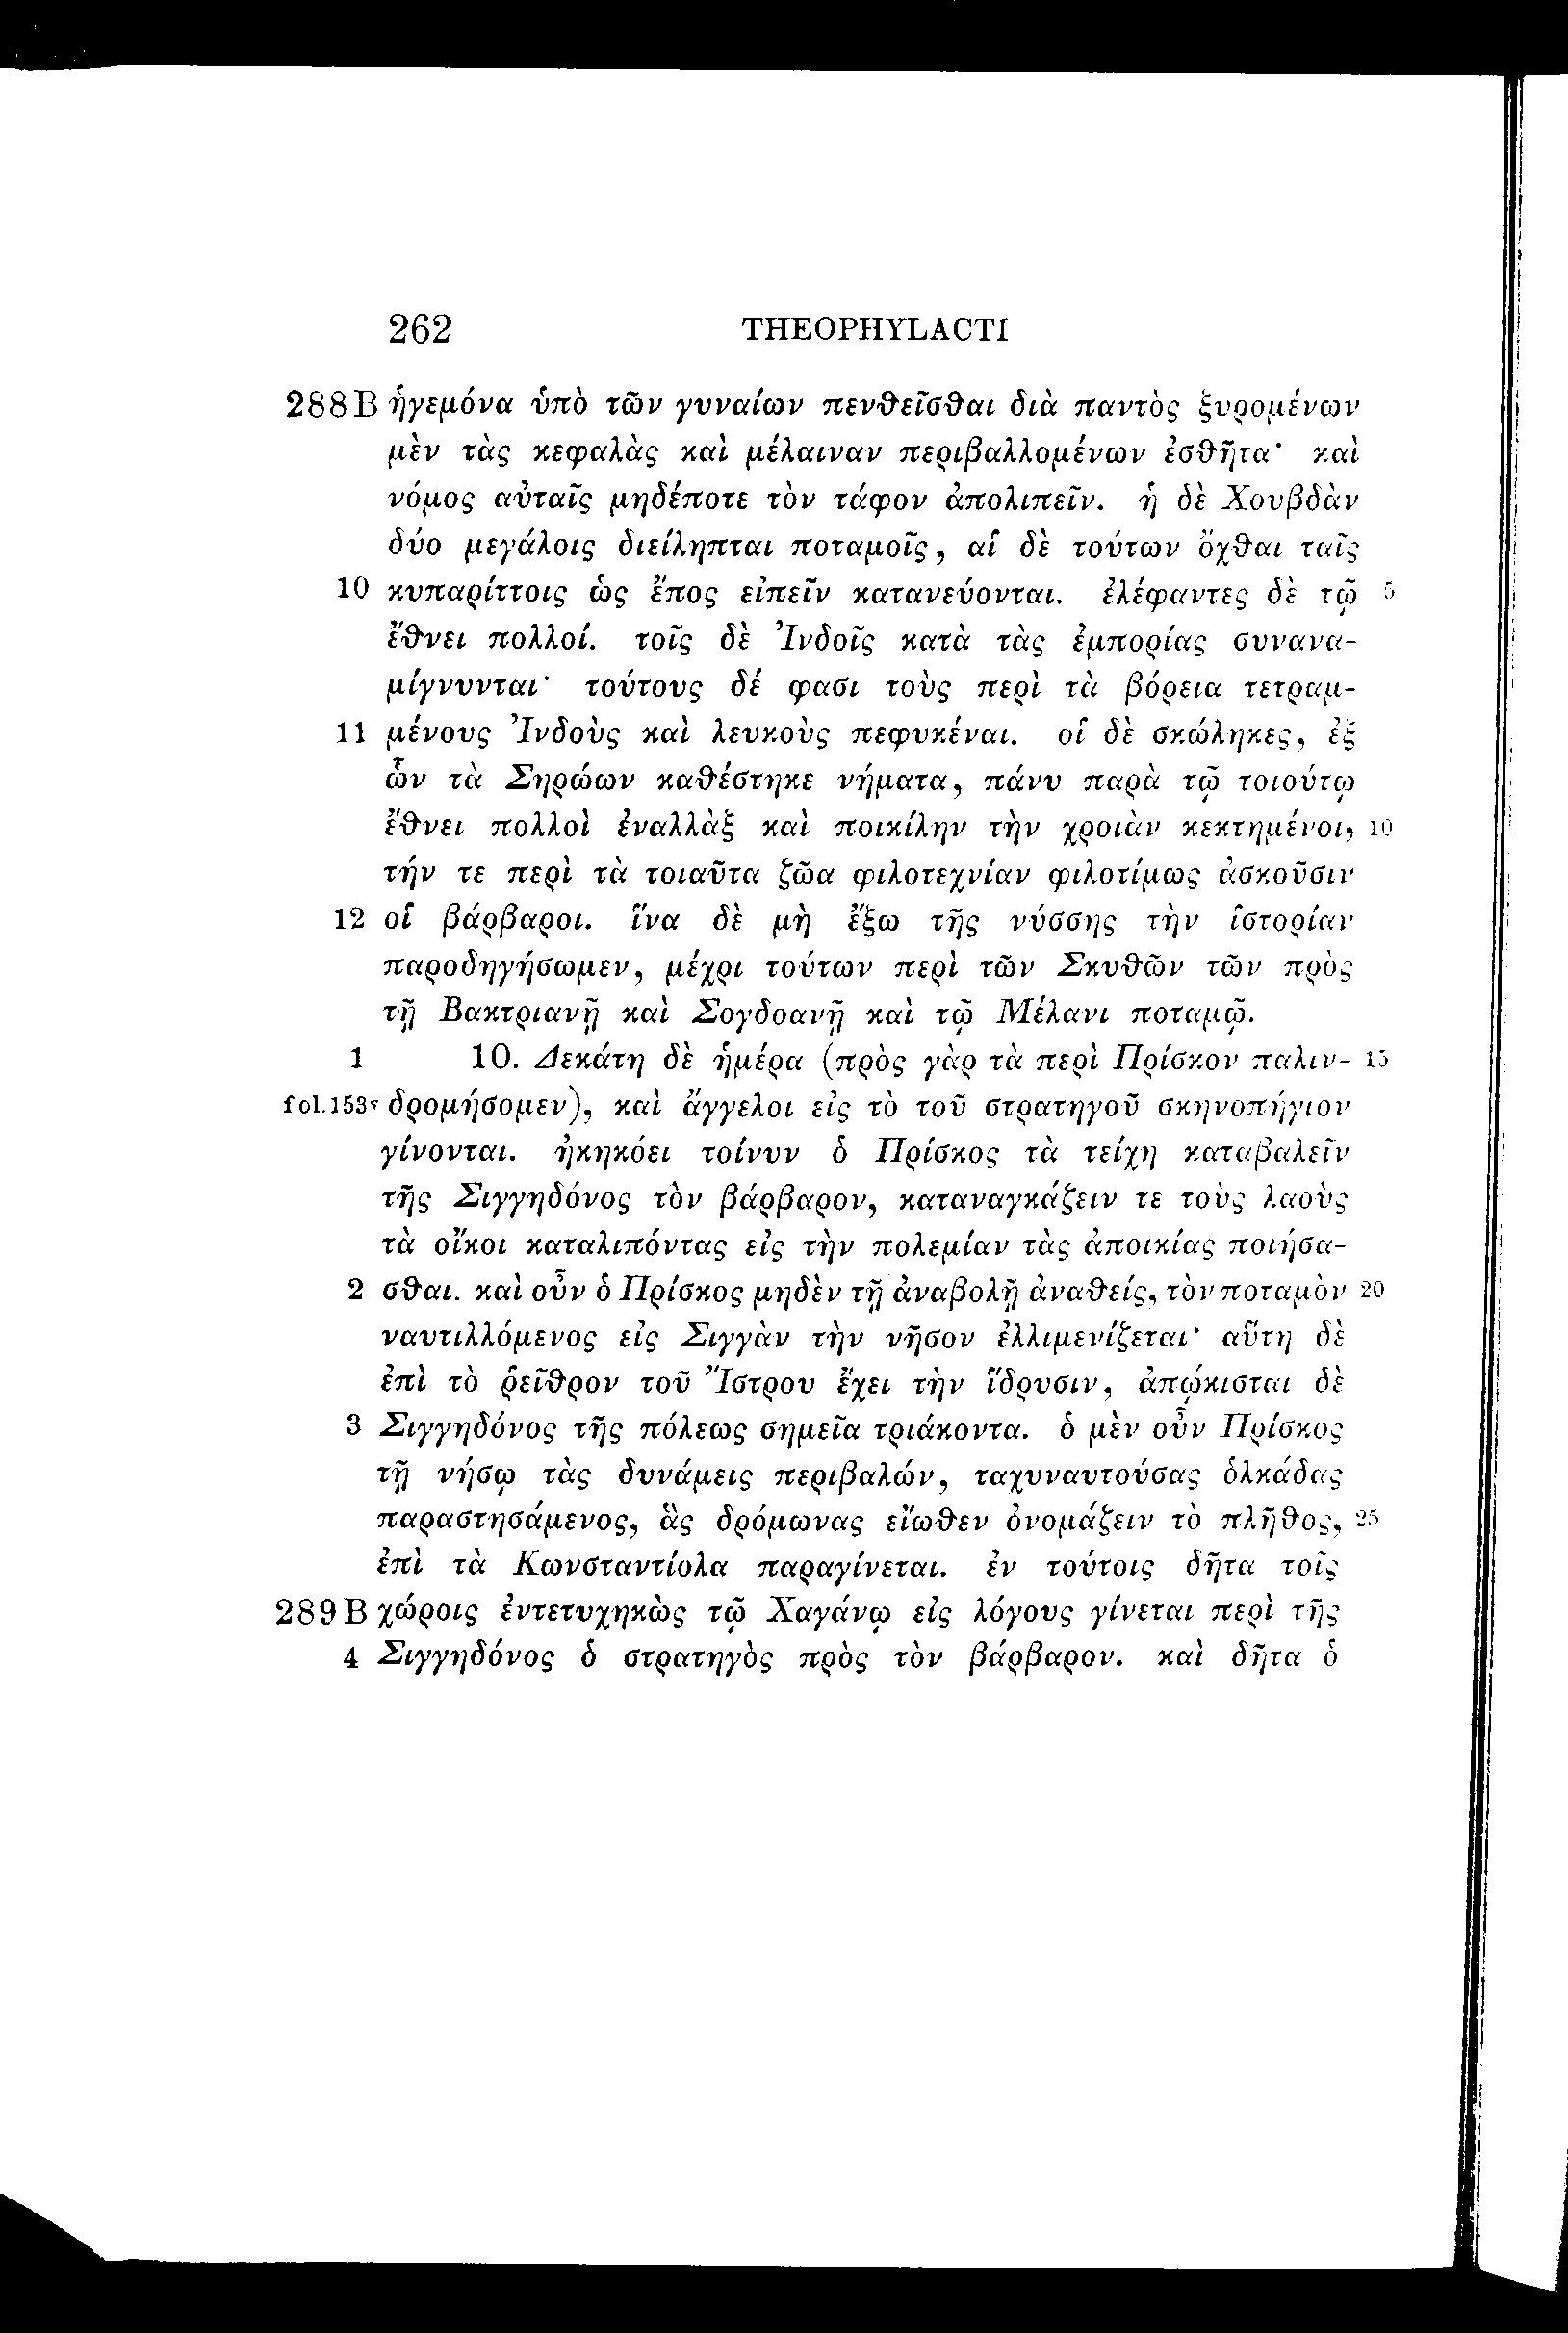 262 THEOPHYLACTI
288 B ἡγεμόνα ὑπὸ τῶν γυναίων πενθεῖσθαι διὰ παντὸς ξυρομένων
μὲν τὰς κεφαλὰς καὶ μέλαιναν περιβαλλομένων ἐσθῆτα· καὶ
νόμος αὐταῖς μηδέποτε τὸν τάφον ἀπολιπεῖν. ἡ δὲ Χουβδὰν
δύο μεγάλοις διείληπται ποταμοῖς, αἱ δὲ τούτων ὄχθαι ταῖς
10 κυπαρίττοις ὡς ἔπος εἰπεῖν κατανεύονται. ἐλέφαντες δὲ τῷ 5
ἔθνει πολλοί. τοῖς δὲ Ἰνδοῖς κατὰ τὰς ἐμπορίας συνανα-
μίγνυνται· τούτους δέ φασι τοὺς περὶ τὰ βόρεια τετραμ-
11 μένους Ἰνδοὺς καὶ λευκοὺς πεφυκέναι. οἱ δὲ σκώληκες, ἐξ
ὧν τὰ Σηρώων καθέστηκε νήματα, πάνυ παρὰ τῷ τοιούτῳ
ἔθνει πολλοὶ ἐναλλὰξ καὶ ποικίλην τὴν χροιὰν κεκτημένοι, 10
τήν τε περὶ τὰ τοιαῦτα ζῶα φιλοτεχνίαν φιλοτίμως ἀσκοῦσιν
12 οἱ βάρβαροι. ἵνα δὲ μὴ ἔξω τῆς νύσσης τὴν ἱστορίαν
παροδηγήσωμεν, μέχρι τούτων περὶ τῶν Σκυθῶν τῶν πρὸς
τῇ Βακτριανῇ καὶ Σογδοανῇ καὶ τῷ Μέλανι ποταμῷ.
1 10. Δεκάτη δὲ ἡμέρα (πρὸς γὰρ τὰ περὶ Πρίσκον παλιν- 15
fol. 153v δρομήσομεν), καὶ ἄγγελοι εἰς τὸ τοῦ στρατηγοῦ σκηνοπήγιον
γίνονται. ἠκηκόει τοίνυν ὁ Πρίσκος τὰ τείχη καταβαλεῖν
τῆς Σιγγηδόνος τὸν βάρβαρον, καταναγκάζειν τε τοὺς λαοὺς
τὰ οἴκοι καταλιπόντας εἰς τὴν πολεμίαν τὰς ἀποικίας ποιήσα-
2 σθαι. καὶ οὖν ὁ Πρίσκος μηδὲν τῇ ἀναβολῇ ἀναθείς, τὸν ποταμὸν 20
ναυτιλλόμενος εἰς Σιγγὰν τὴν νῆσον ἐλλιμενίζεται· αὕτη δὲ
ἐπὶ τὸ ῥεῖθρον τοῦ Ἴστρου ἔχει τὴν ἵδρυσιν, ἀπῴκισται δὲ
3 Σιγγηδόνος τῆς πόλεως σημεῖα τριάκοντα. ὁ μὲν οὖν Πρίσκος
τῇ νήσῳ τὰς δυνάμεις περιβαλών, ταχυναυτούσας ὁλκάδας
παραστησάμενος, ἃς δρόμωνας εἴωθεν ὀνομάζειν τὸ πλῆθος, 25
ἐπὶ τὰ Κωνσταντίολα παραγίνεται. ἐν τούτοις δῆτα τοῖς
289 B χώροις ἐντετυχηκὼς τῷ Χαγάνῳ εἰς λόγους γίνεται περὶ τῆς
4 Σιγγηδόνος ὁ στρατηγὸς πρὸς τὸν βάρβαρον. καὶ δῆτα ὁ